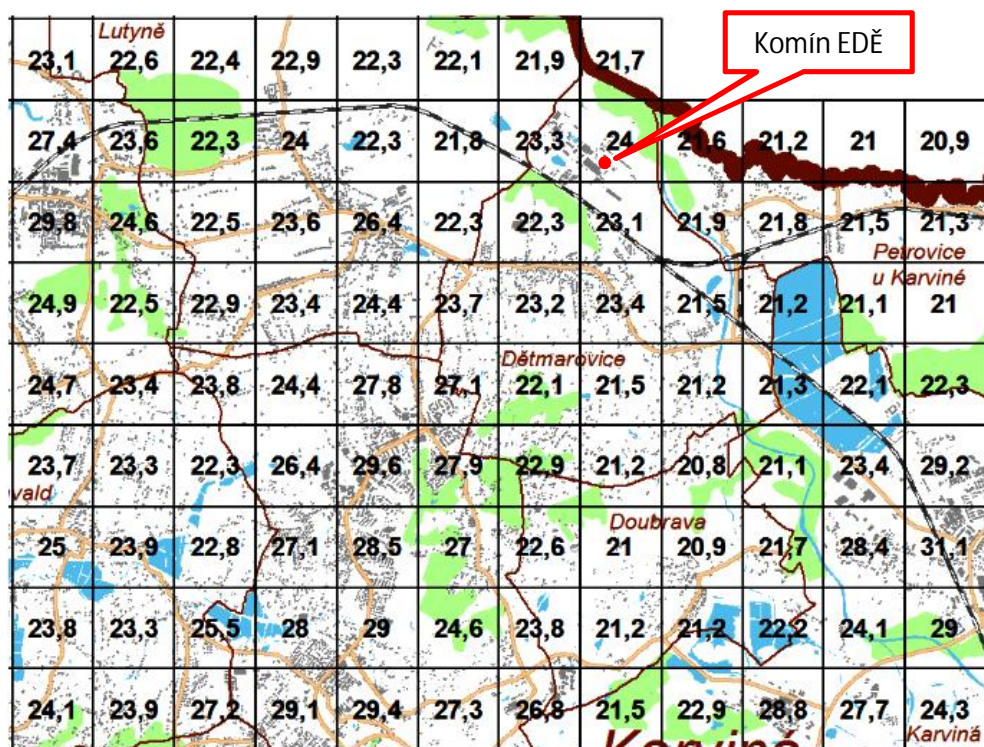 Komín EDĚ
Lutyně
23,1 22,6 22,4 22,9 22,3 22,1 21,9 21,7
27,4 23,6 22,3 24 22,3 21,8 23,3 24 21,6 21,2 21 20,9
29,8 24,6 22,5 23,6 26,4 22,3 22,3 23,1 21,9 21,8 21,5 21,3
Petrovice
u Karviné
24,9 22,5 22,9 23,4 24,4 23,7 23,2 23,4 21,5 21,2 21,1 21
Dětmarovice
24,7 23,4 23,8 24,4 27,8 27,1 22,1 21,5 21,2 21,3 22,1 22,3
23,7 23,3 22,3 26,4 29,6 27,9 22,9 21,2 20,8 21,1 23,4 29,2
vald
Doubrava
25 23,9 22,8 27,1 28,5 27 22,6 21 20,9 21,7 28,4 31,1
23,8 23,3 25,5 28 29 24,6 23,8 21,2 21,2 22,2 24,1 29
24,1 23,9 27,2 29,1 29,4 27,3 26,8 21,5 22,9 28,8 27,7 24,3
Karviná